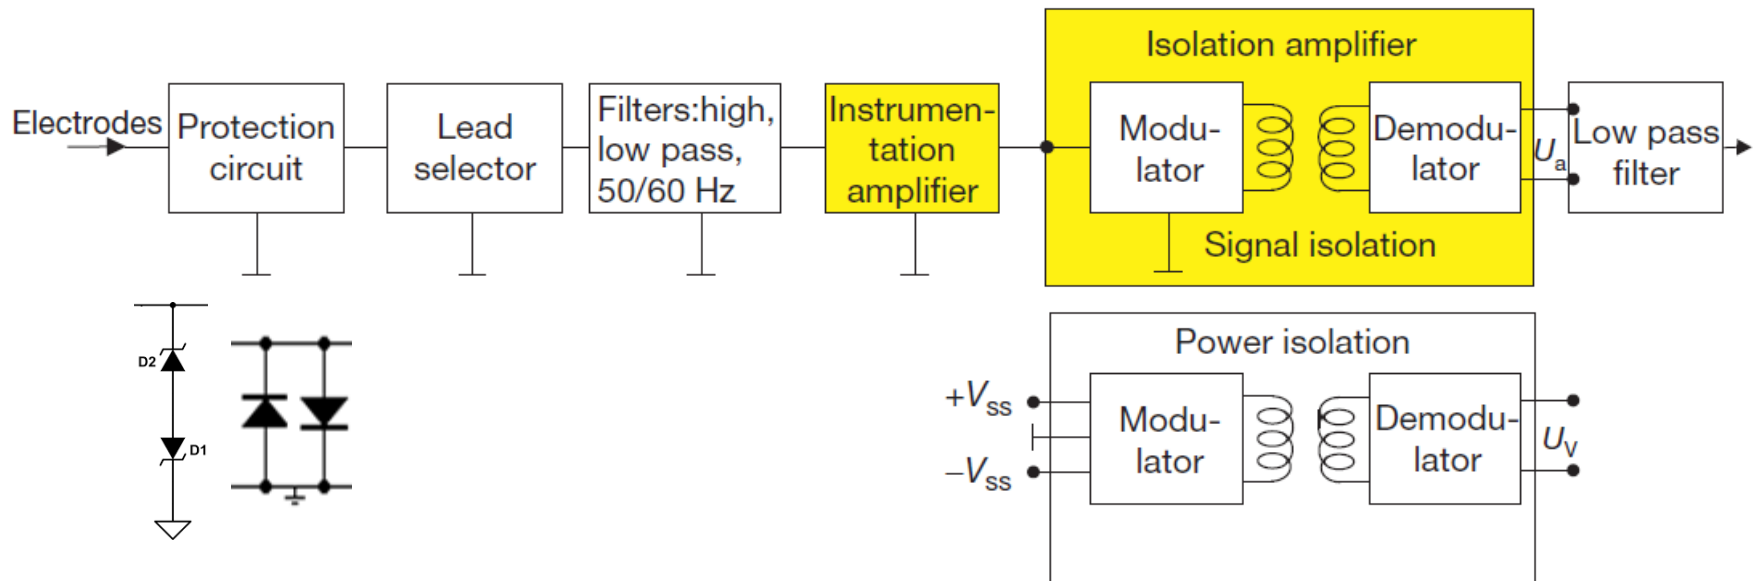 Isolation amplifier
Electrodes
Protection
circuit
Lead
selector
Filters:high,
low pass,
50/60 Hz
Instrumen-
tation
amplifier
Modu-
lator
Demodu-
lator
Ua
Low pass
filter
Signal isolation
D2
D1
Power isolation
+Vss
−Vss
Modu-
lator
Demodu-
lator
UV